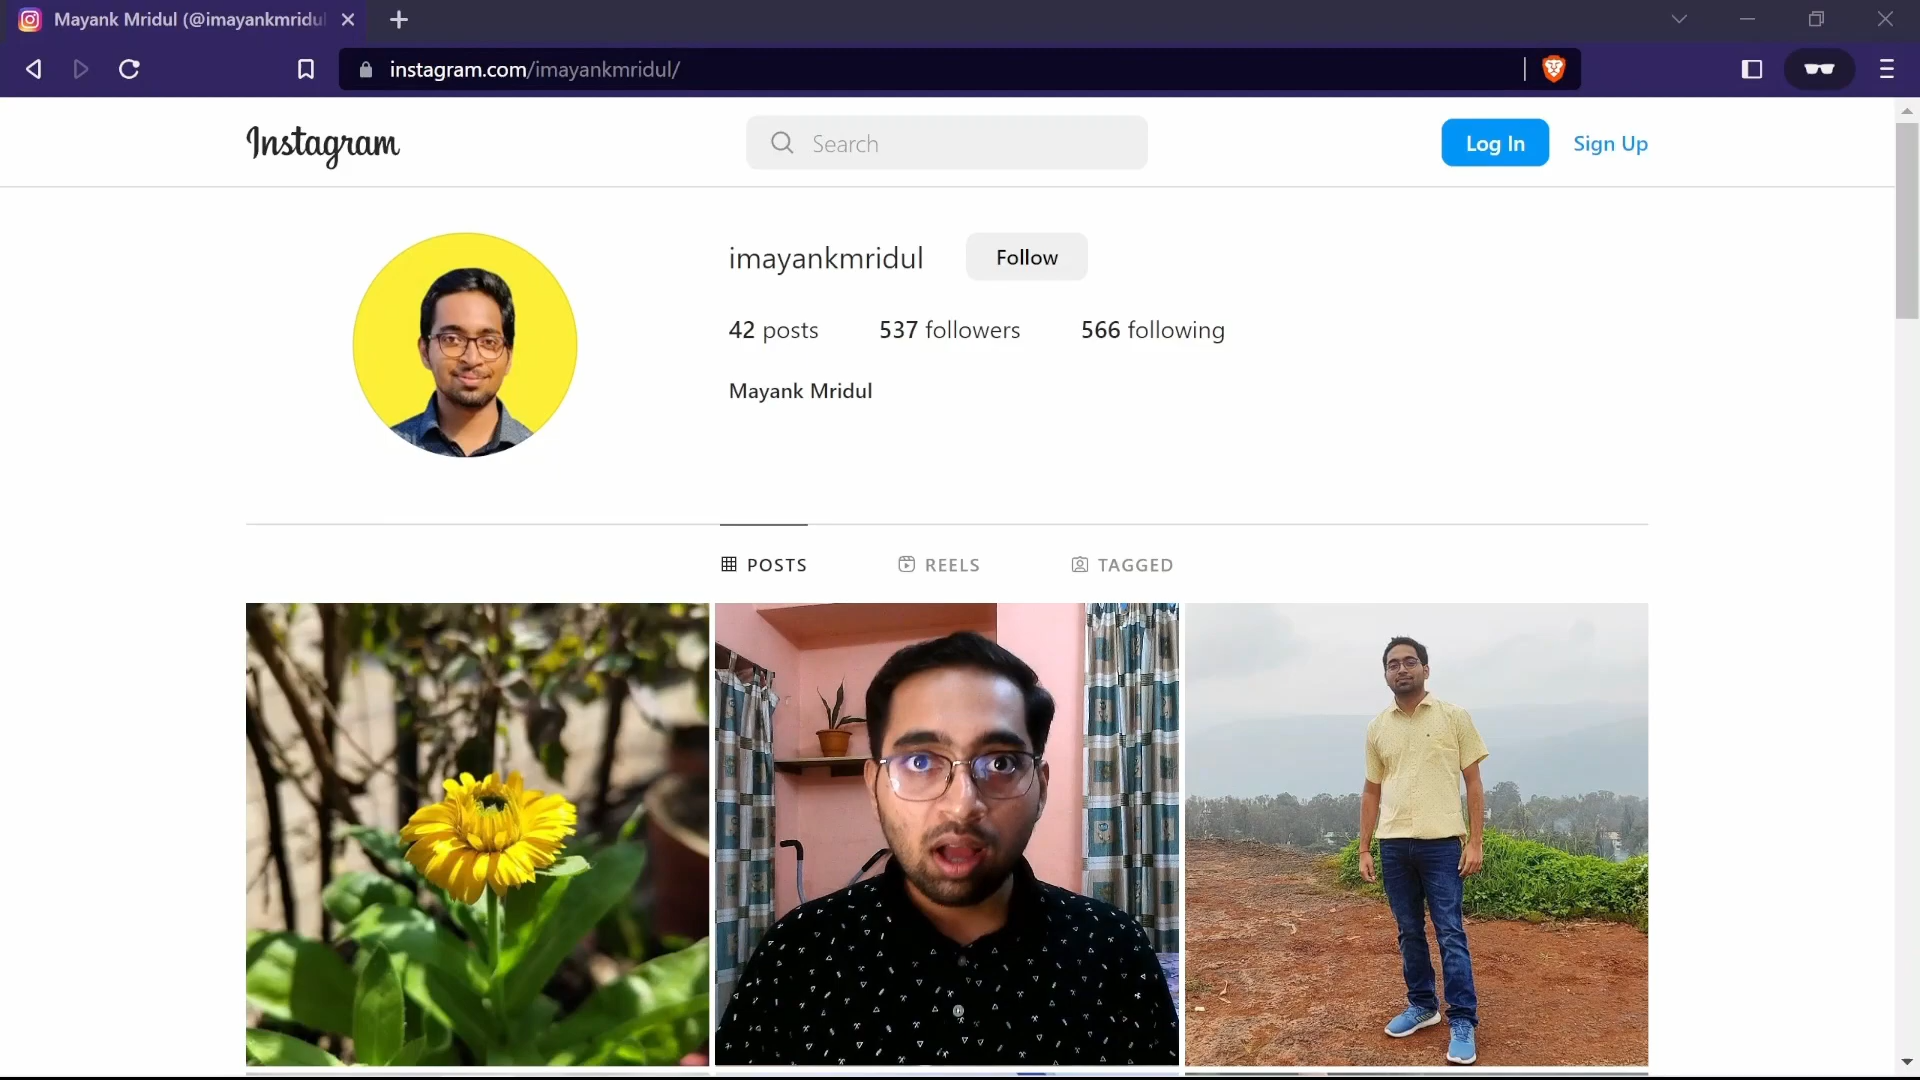 Mayank Mridul (@imayankmridul
instagram.com/imayankmridul/
Instagram
Search
Log In
Sign Up
imayankmridul
Follow
42 posts 537 followers 566 following
Mayank Mridul
POSTS REELS TAGGED